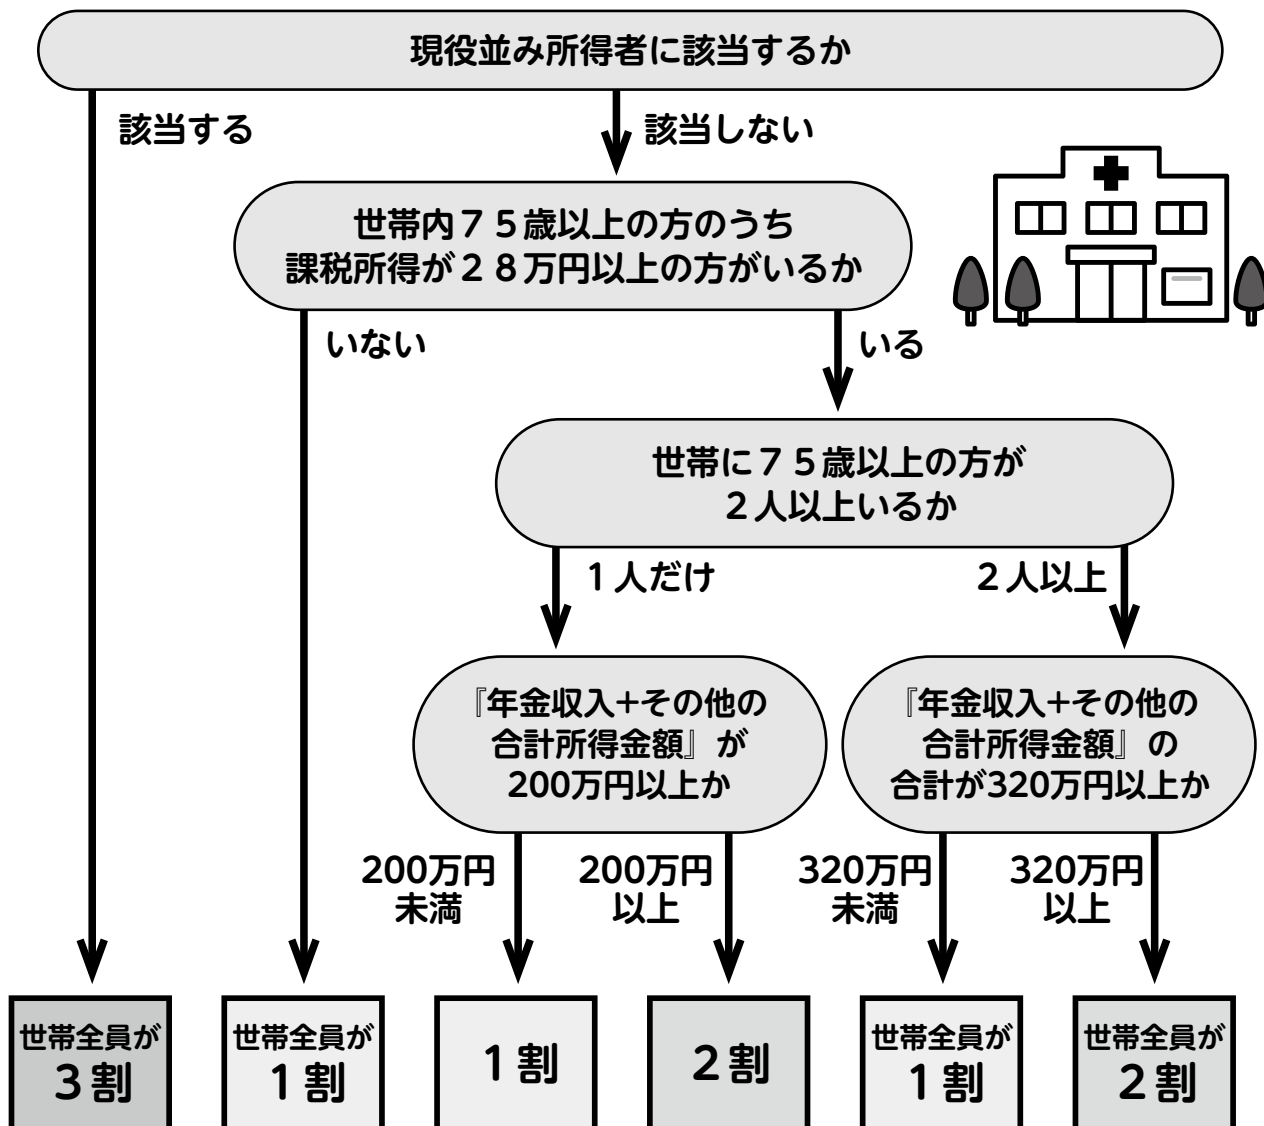 現役並み所得者に該当するか
該当する
該当しない
世帯内７５歳以上の方のうち
課税所得が２８万円以上の方がいるか
いない
いる
世帯に７５歳以上の方が
２人以上いるか
１人だけ
２人以上
『年金収入+その他の
合計所得金額』が
200万円以上か
『年金収入+その他の
合計所得金額』の
合計が320万円以上か
200万円
未満
200万円
以上
320万円
未満
320万円
以上
世帯全員が
３割
世帯全員が
１割
１割
２割
世帯全員が
１割
世帯全員が
２割